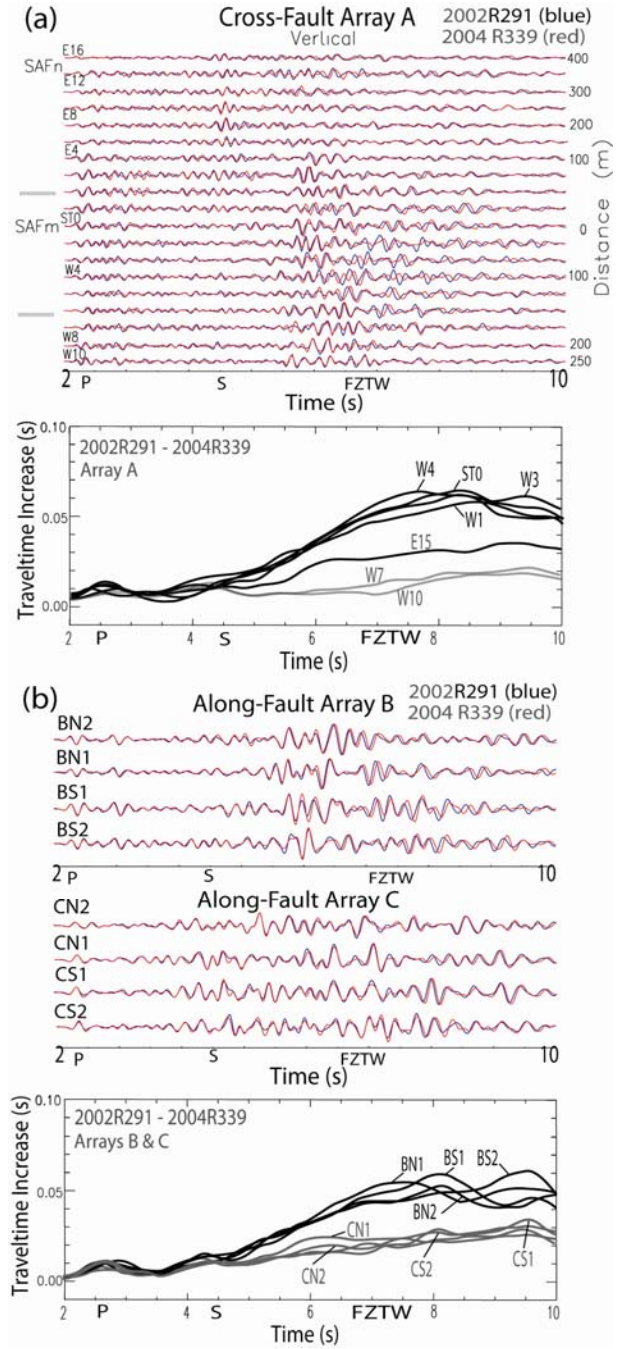 (a)
Cross-Fault Array A
2002R291 (blue)
Vertical
2004 R339 (red)
E16
400
SAFn
E12
300
E8
200
E4
100
Distance (m)
SAFm
ST0
0
W4
100
W8
200
W10
250
2 P S FZTW 10
Time (s)
0.10
2002R291 - 2004R339
Array A
W4
ST0
W3
W1
0.05
E15
W7
W10
0.00
Traveltime Increase (s)
2 P 4 S 6 FZTW 8 10
Time (s)
(b)
Along-Fault Array B
2002R291 (blue)
2004 R339 (red)
BN2
BN1
BS1
BS2
2 P S FZTW 10
Along-Fault Array C
CN2
CN1
CS1
CS2
2 P S FZTW 10
Time (s)
0.10
2002R291 - 2004R339
Arrays B & C
BN1
BS1
BS2
0.05
BN2
CN1
CN2
CS2
CS1
0.00
Traveltime Increase (s)
2 P 4 S 6 FZTW 8 10
Time (s)